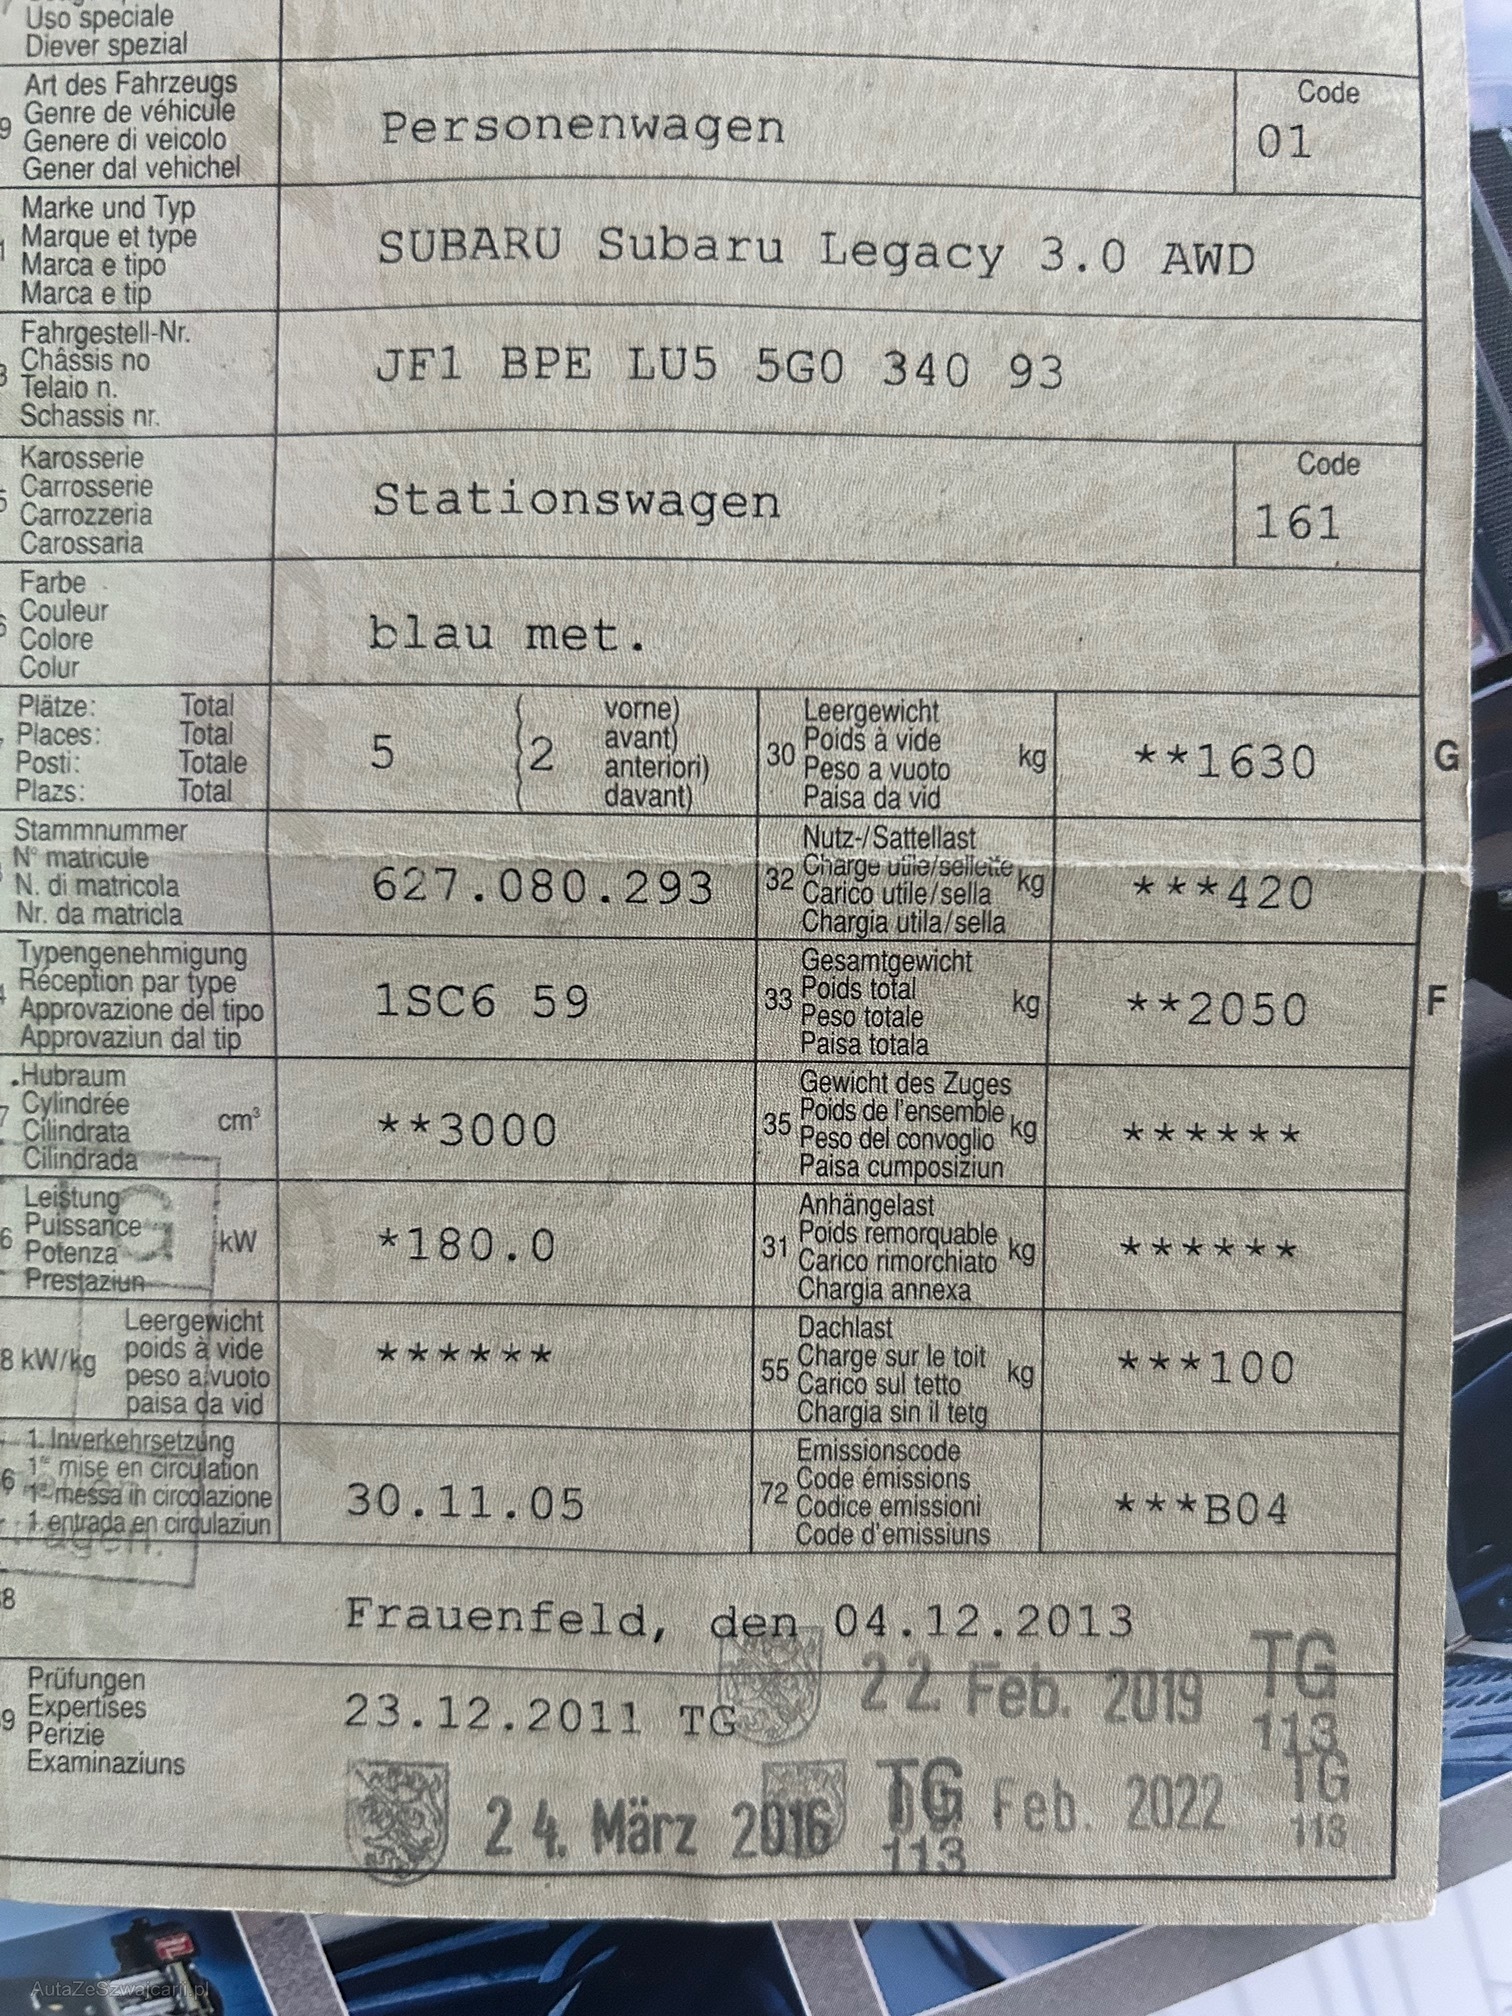 Uso speciale
Diever spezial
9 Art des Fahrzeugs
Genre de véhicule
Genere di veicolo
Gener dal vehichel
Personenwagen
Code
01
Marke und Typ
Marque et type
Marca e tipo
Marca e tip
SUBARU Subaru Legacy 3.0 AWD
Fahrgestell-Nr.
Châssis no
Telaio n.
Schassis nr.
JF1 BPE LU5 5G0 340 93
Karosserie
Carrosserie
Carrozzeria
Carossaria
Stationswagen
Code
161
Farbe
Couleur
Colore
Colur
blau met.
Plätze: Total
Places: Total
Posti: Totale
Plazs: Total
5 (2 vorne)
avant)
anteriori)
davant)
30 Leergewicht
Poids à vide
Peso a vuoto
Paisa da vid
kg
**1630
G
Stammnummer
N° matricule
N. di matricola
Nr. da matricla
627.080.293
32 Nutz-/Sattellast
Charge utile/sellette
Carico utile/sella
Chargia utila/sella
kg
***420
Typengenehmigung
Réception par type
Approvazione del tipo
Approvaziun dal tip
1SC6 59
33 Gesamtgewicht
Poids total
Peso totale
Paisa totala
kg
**2050
F
Hubraum
Cylindrée
Cilindrata
Cilindrada
cm³
**3000
35 Gewicht des Zuges
Poids de l'ensemble
Peso del convoglio
Paisa cumposiziun
kg
******
6 Leistung
Puissance
Potenza
Prestaziun
kW
*180.0
31 Anhängelast
Poids remorquable
Carico rimorchiato
Chargia annexa
kg
******
8 kW/kg
Leergewicht
poids à vide
peso a vuoto
paisa da vid
******
55 Dachlast
Charge sur le toit
Carico sul tetto
Chargia sin il tetg
kg
***100
6 1. Inverkehrsetzung
1re mise en circulation
1a messa in circolazione
1. entrada en circulaziun
30.11.05
72 Emissionscode
Code émissions
Codice emissioni
Code d'emissiuns
***B04
8
Frauenfeld, den 04.12.2013
9 Prüfungen
Expertises
Perizie
Examinaziuns
23.12.2011 TG
22. Feb. 2019 TG
113
24. März 2016 TG
113
Feb. 2022 TG
113
AutaZeSzwajcarii.pl